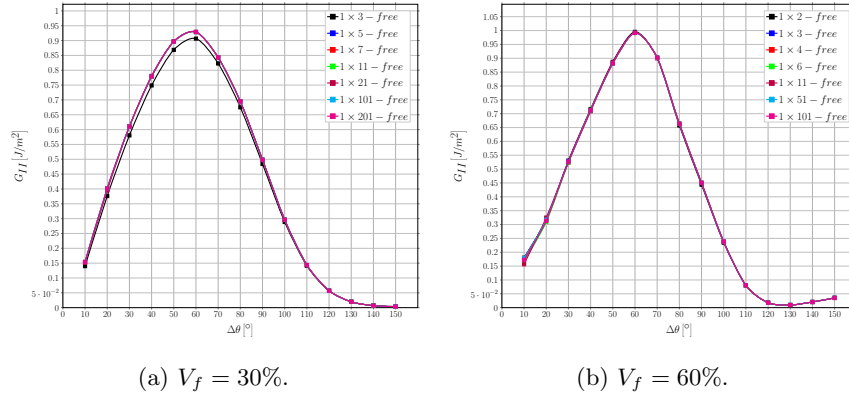 1
0.95
0.9
0.85
0.8
0.75
0.7
0.65
0.6
0.55
0.5
0.45
0.4
0.35
0.3
0.25
0.2
0.15
0.1
5 · 10⁻²
0
G_{II} [J/m²]
1 × 3 − free
1 × 5 − free
1 × 7 − free
1 × 11 − free
1 × 21 − free
1 × 101 − free
1 × 201 − free
0 10 20 30 40 50 60 70 80 90 100 110 120 130 140 150
Δθ [°]
(a) V_f = 30%.
1.05
1
0.95
0.9
0.85
0.8
0.75
0.7
0.65
0.6
0.55
0.5
0.45
0.4
0.35
0.3
0.25
0.2
0.15
0.1
5 · 10⁻²
0
G_{II} [J/m²]
1 × 2 − free
1 × 3 − free
1 × 4 − free
1 × 6 − free
1 × 11 − free
1 × 51 − free
1 × 101 − free
0 10 20 30 40 50 60 70 80 90 100 110 120 130 140 150
Δθ [°]
(b) V_f = 60%.